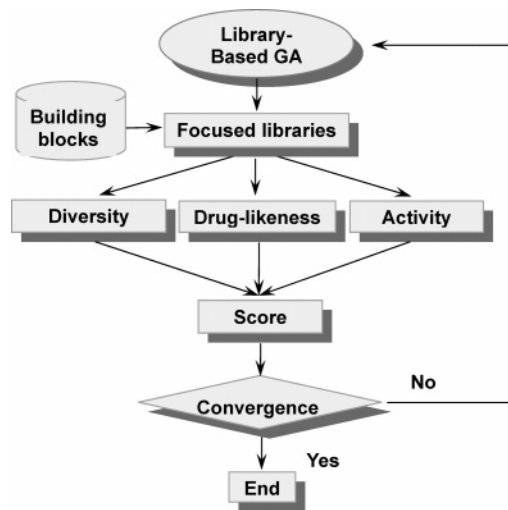 Library-
Based GA
Building
blocks
Focused libraries
Diversity
Drug-likeness
Activity
Score
Convergence
No
Yes
End